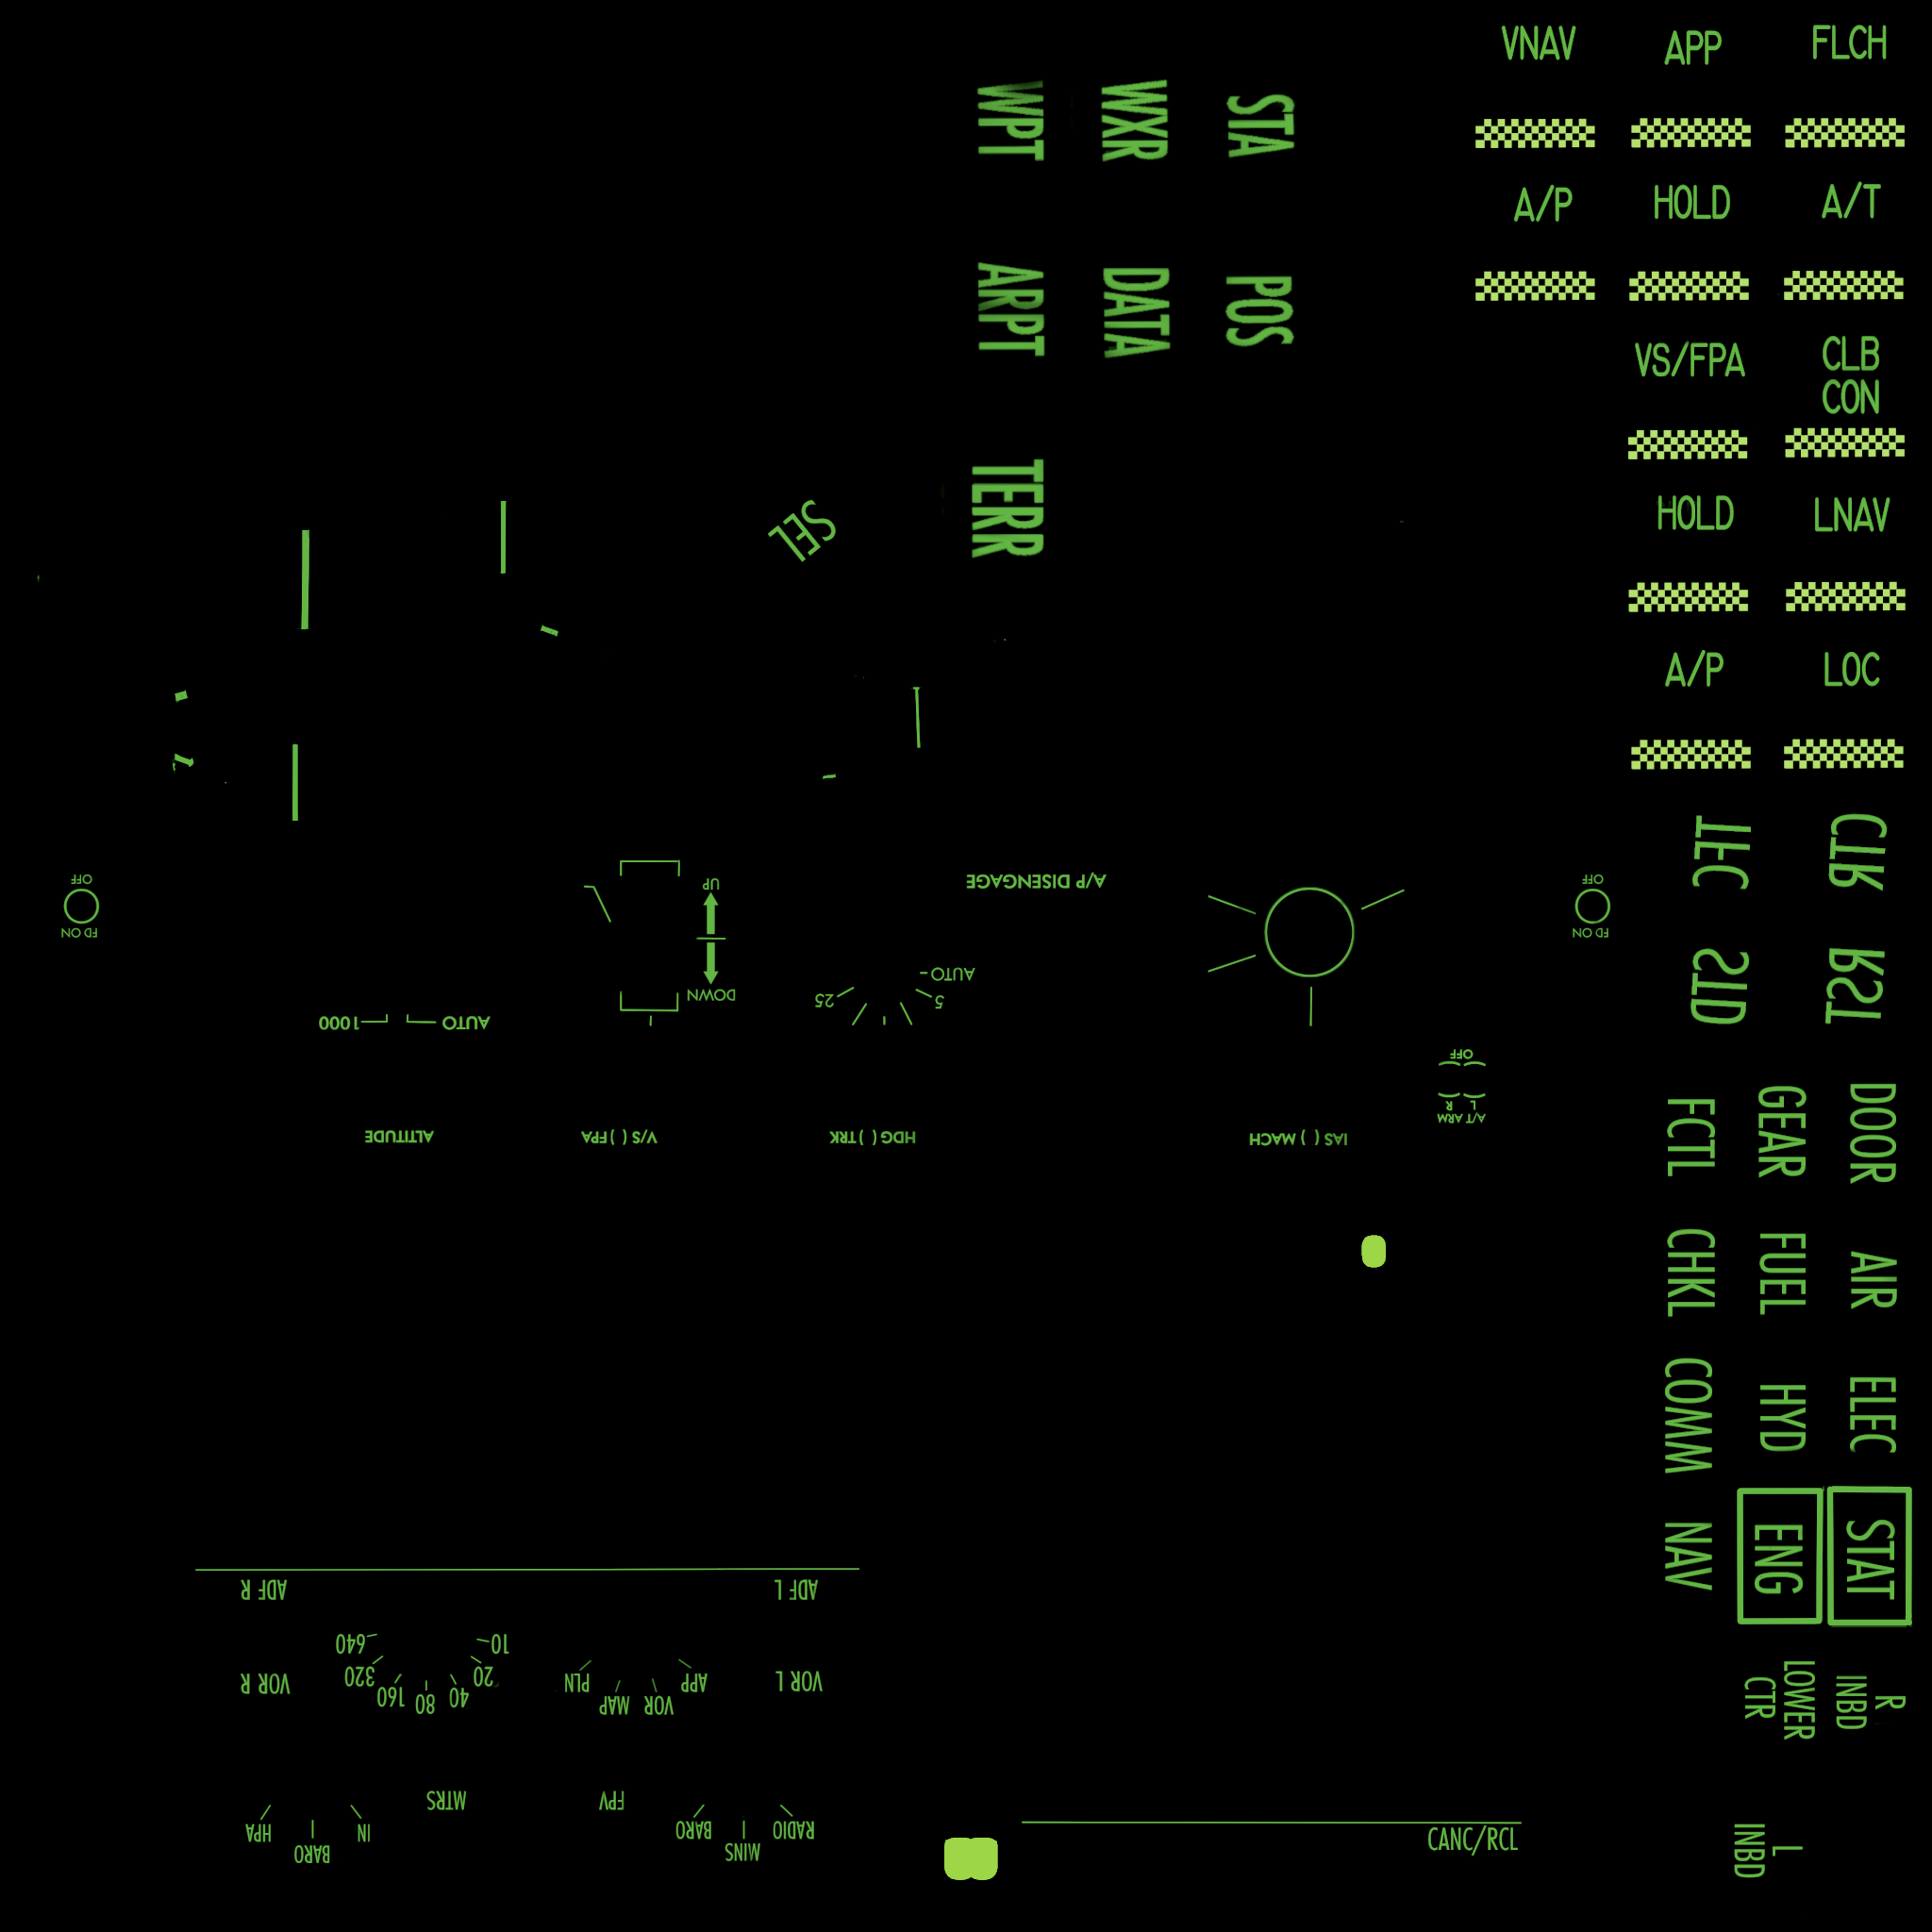 VNAV
APP
FLCH
WPT
WXR
STA
A/P
HOLD
A/T
ARPT
DATA
POS
VS/FPA
CLB
CON
TERR
SEL
HOLD
LNAV
A/P
LOC
TFC
CTR
OFF
FD ON
UP
DOWN
A/P DISENGAGE
OFF
FD ON
25
5
AUTO
STD
RST
1000
AUTO
OFF
L R
A/T ARM
ALTITUDE
V/S ( ) FPA
HDG ( ) TRK
IAS ( ) MACH
FCTL
GEAR
DOOR
CHKL
FUEL
AIR
COMM
HYD
ELEC
NAV
ENG
STAT
ADF R
ADF L
640
320
160
80
40
20
10
VOR R
PLN
MAP
VOR
APP
VOR L
LOWER
CTR
R
INBD
MTRS
FPV
HPA
BARO
IN
BARO
MINS
RADIO
CANC/RCL
L
INBD